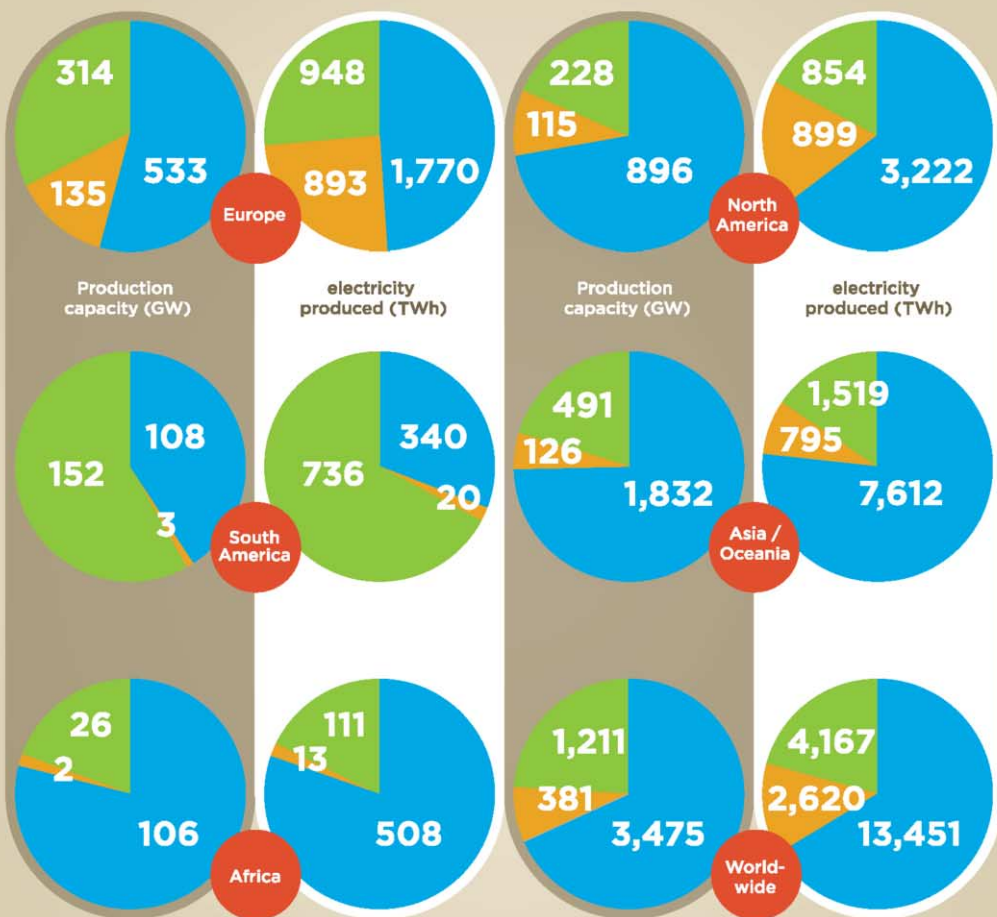 314
135
533
948
893
1,770
Europe
228
115
896
854
899
3,222
North
America
Production
capacity (GW)
electricity
produced (TWh)
Production
capacity (GW)
electricity
produced (TWh)
152
108
3
736
340
20
South
America
491
126
1,832
1,519
795
7,612
Asia /
Oceania
26
2
106
111
13
508
Africa
1,211
381
3,475
4,167
2,620
13,451
World-
wide